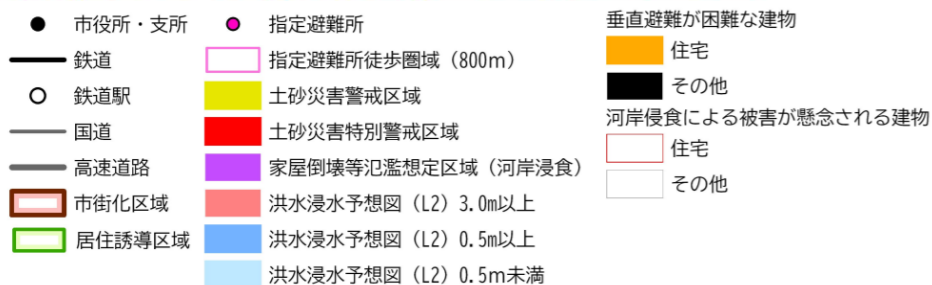 市役所・支所
鉄道
鉄道駅
国道
高速道路
市街化区域
居住誘導区域
指定避難所
指定避難所徒歩圏域（800m）
土砂災害警戒区域
土砂災害特別警戒区域
家屋倒壊等氾濫想定区域（河岸浸食）
洪水浸水予想図（L2）3.0m以上
洪水浸水予想図（L2）0.5m以上
洪水浸水予想図（L2）0.5m未満
垂直避難が困難な建物
住宅
その他
河岸侵食による被害が懸念される建物
住宅
その他